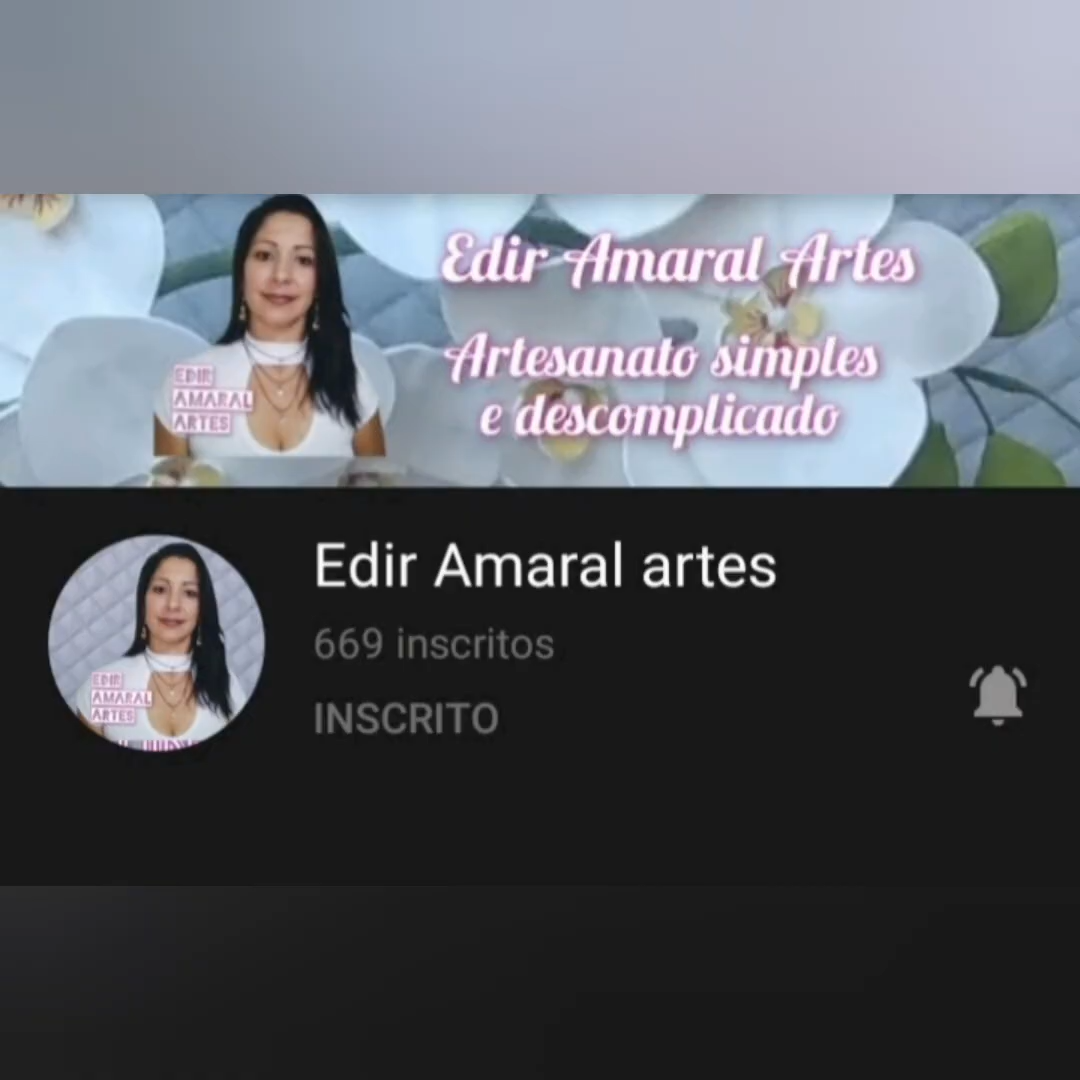 Edir Amaral Artes
Artesanato simples
e descomplicado
EDIR
AMARAL
ARTES
Edir Amaral artes
669 inscritos
INSCRITO
EDIR
AMARAL
ARTES